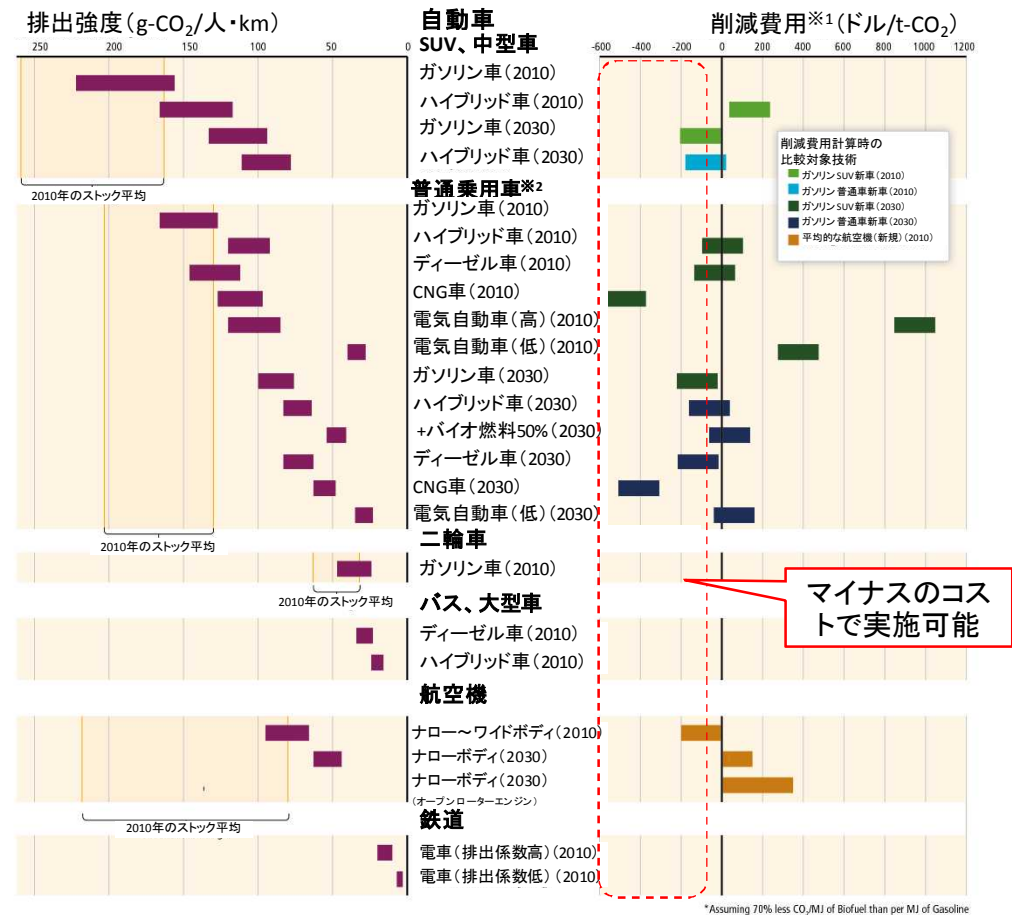 排出強度(g-CO₂/人・km)
自動車
削減費用※1(ドル/t-CO₂)
250 200 150 100 50 0
SUV、中型車
-600 -400 -200 0 200 400 600 800 1000 1200
ガソリン車(2010)
ハイブリッド車(2010)
ガソリン車(2030)
ハイブリッド車(2030)
2010年のストック平均
削減費用計算時の
比較対象技術
ガソリンSUV新車(2010)
ガソリン普通車新車(2010)
ガソリンSUV新車(2030)
ガソリン普通車新車(2030)
平均的な航空機(新規)(2010)
普通乗用車※2
ガソリン車(2010)
ハイブリッド車(2010)
ディーゼル車(2010)
CNG車(2010)
電気自動車(高)(2010)
電気自動車(低)(2010)
ガソリン車(2030)
ハイブリッド車(2030)
+バイオ燃料50%(2030)
ディーゼル車(2030)
CNG車(2030)
電気自動車(低)(2030)
2010年のストック平均
二輪車
ガソリン車(2010)
2010年のストック平均
マイナスのコス
トで実施可能
バス、大型車
ディーゼル車(2010)
ハイブリッド車(2010)
航空機
ナロー～ワイドボディ(2010)
ナローボディ(2030)
ナローボディ(2030)
(オープンローターエンジン)
2010年のストック平均
鉄道
電車(排出係数高)(2010)
電車(排出係数低)(2010)
*Assuming 70% less CO₂/MJ of Biofuel than per MJ of Gasoline